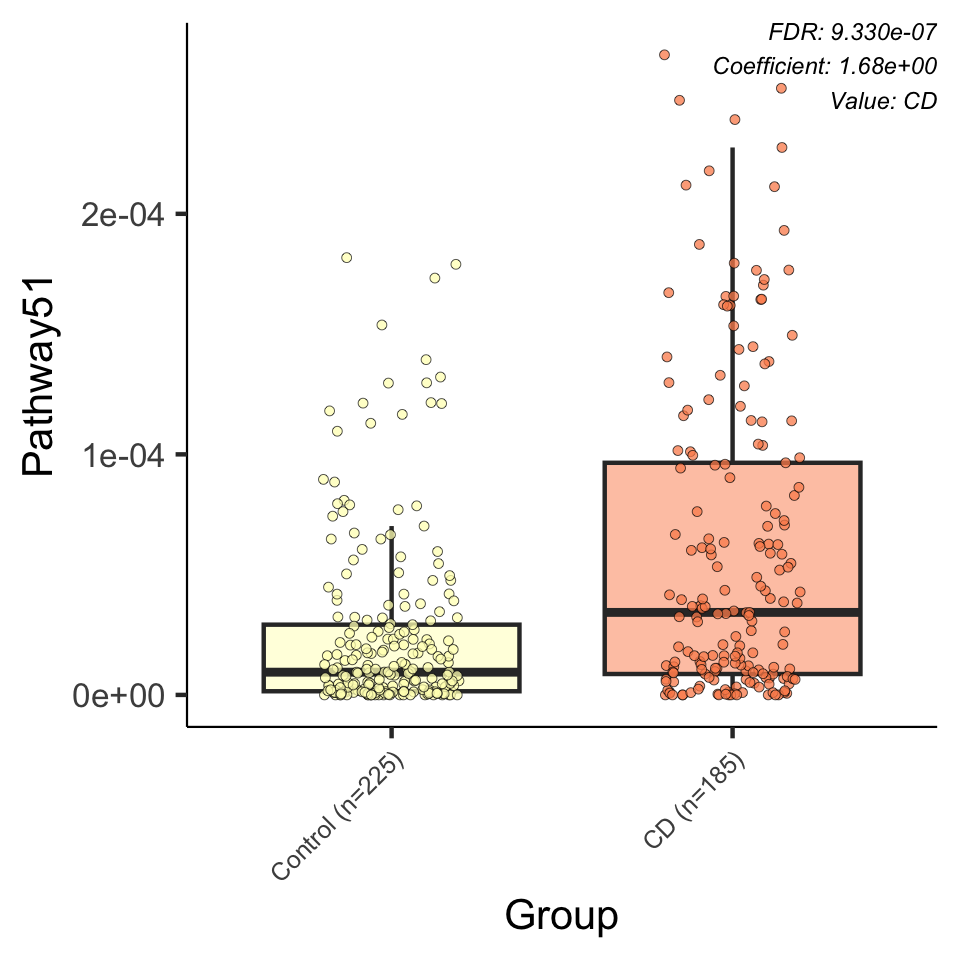 FDR: 9.330e-07
Coefficient: 1.68e+00
Value: CD
Pathway51
2e-04
1e-04
0e+00
Control (n=225)
CD (n=185)
Group